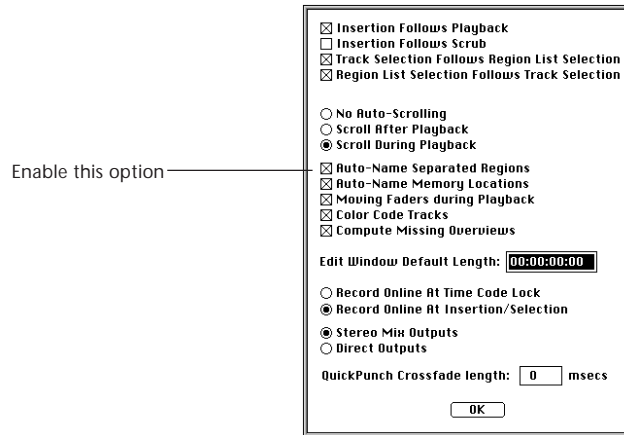 Insertion Follows Playback
Insertion Follows Scrub
Track Selection Follows Region List Selection
Region List Selection Follows Track Selection
No Auto-Scrolling
Scroll After Playback
Scroll During Playback
Enable this option
Auto-Name Separated Regions
Auto-Name Memory Locations
Moving Faders during Playback
Color Code Tracks
Compute Missing Overviews
Edit Window Default Length: 00:00:00:00
Record Online At Time Code Lock
Record Online At Insertion/Selection
Stereo Mix Outputs
Direct Outputs
QuickPunch Crossfade length: 0 msecs
OK